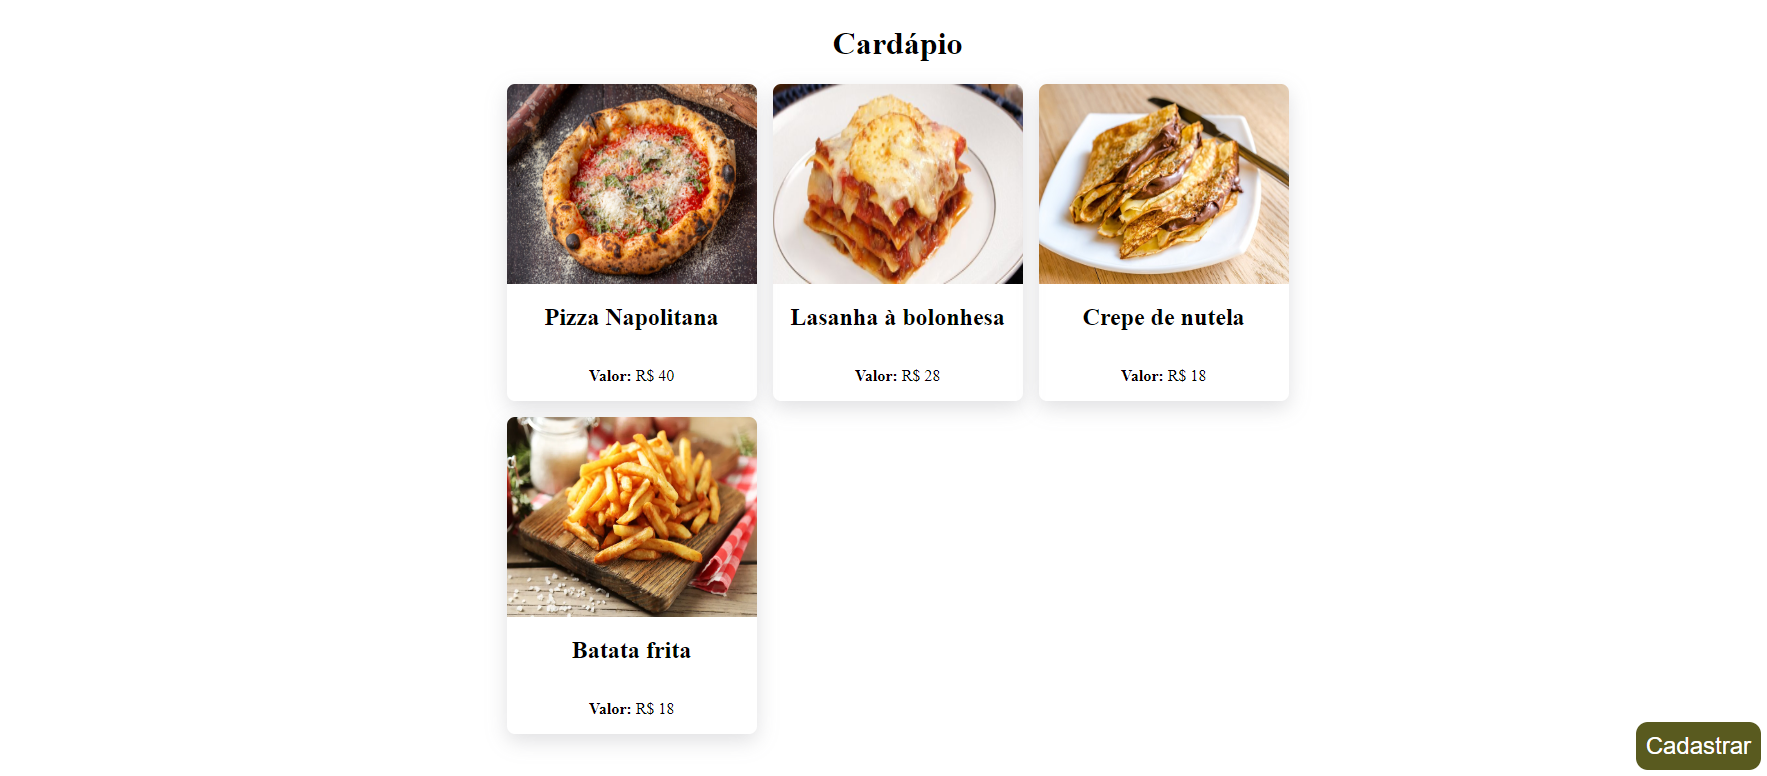 Cardápio
Pizza Napolitana
Lasanha à bolonhesa
Crepe de nutela
Valor: R$ 40
Valor: R$ 28
Valor: R$ 18
Batata frita
Valor: R$ 18
Cadastrar